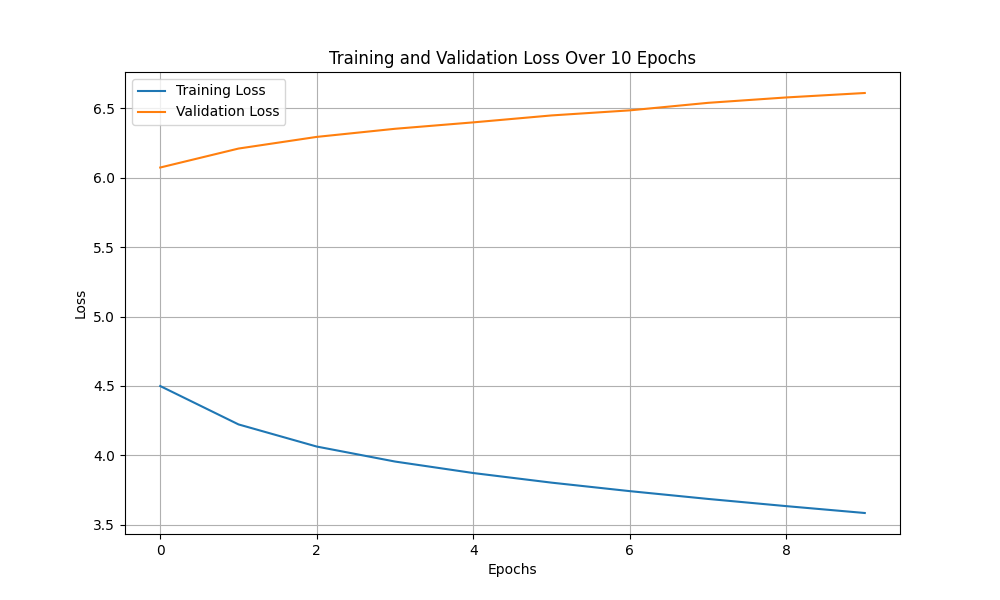 Training and Validation Loss Over 10 Epochs
Training Loss
Validation Loss
6.5
6.0
5.5
5.0
4.5
4.0
3.5
Loss
0 2 4 6 8
Epochs